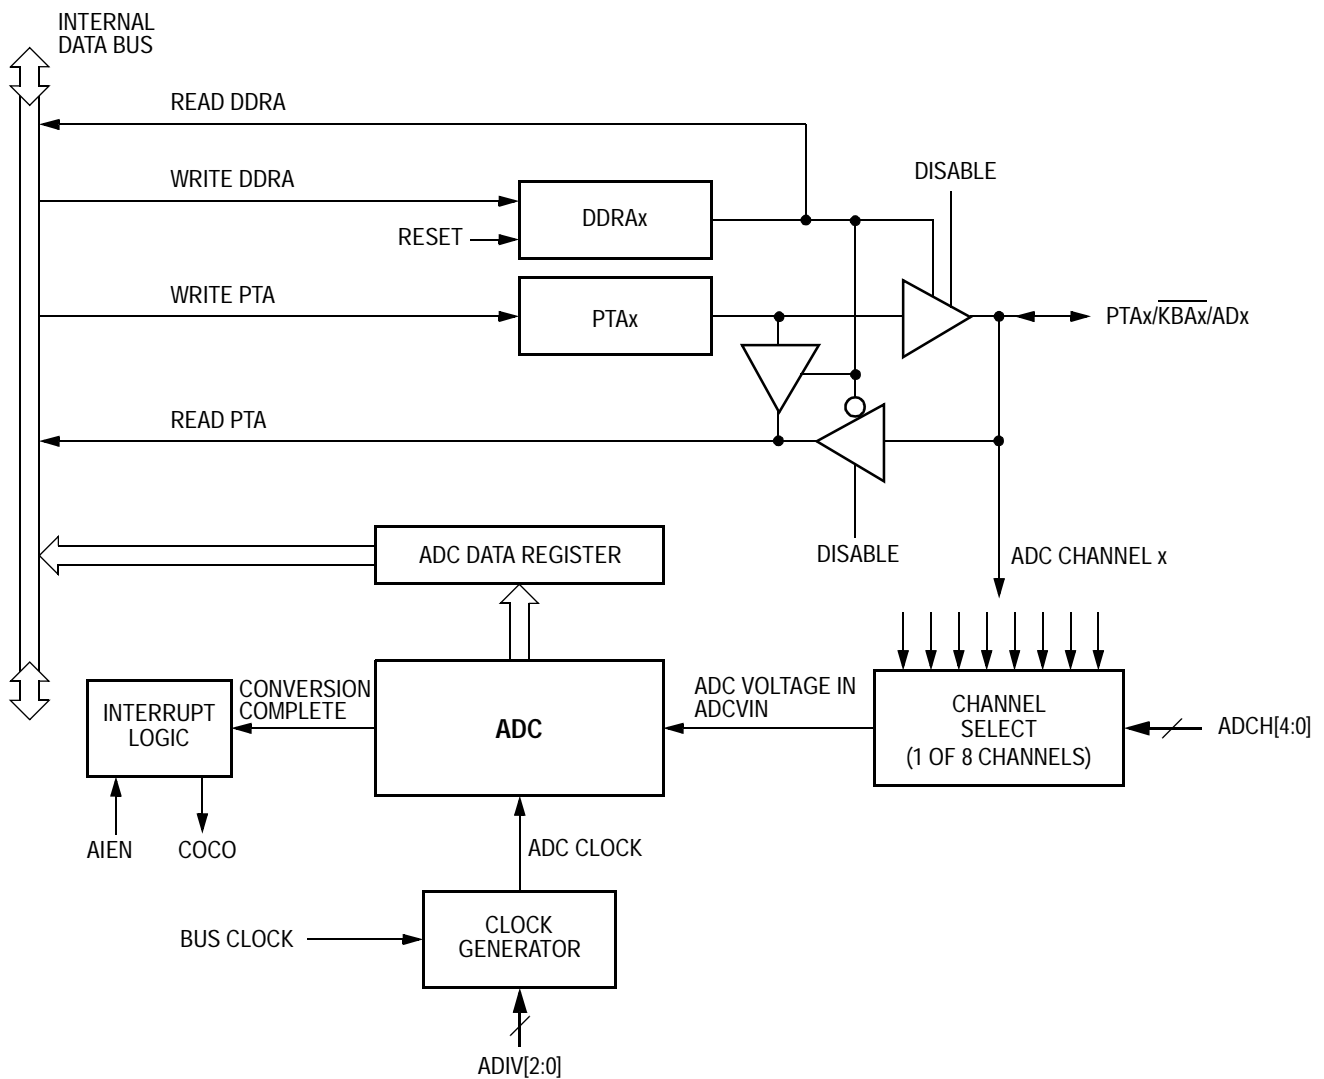 INTERNAL
DATA BUS
READ DDRA
WRITE DDRA
DISABLE
DDRAx
RESET
WRITE PTA
PTAx
PTAx/K̅B̅A̅x̅/ADx
READ PTA
DISABLE
ADC CHANNEL x
ADC DATA REGISTER
CONVERSION
COMPLETE
INTERRUPT
LOGIC
ADC
ADC VOLTAGE IN
ADCVIN
CHANNEL
SELECT
(1 OF 8 CHANNELS)
ADCH[4:0]
AIEN
COCO
ADC CLOCK
BUS CLOCK
CLOCK
GENERATOR
ADIV[2:0]